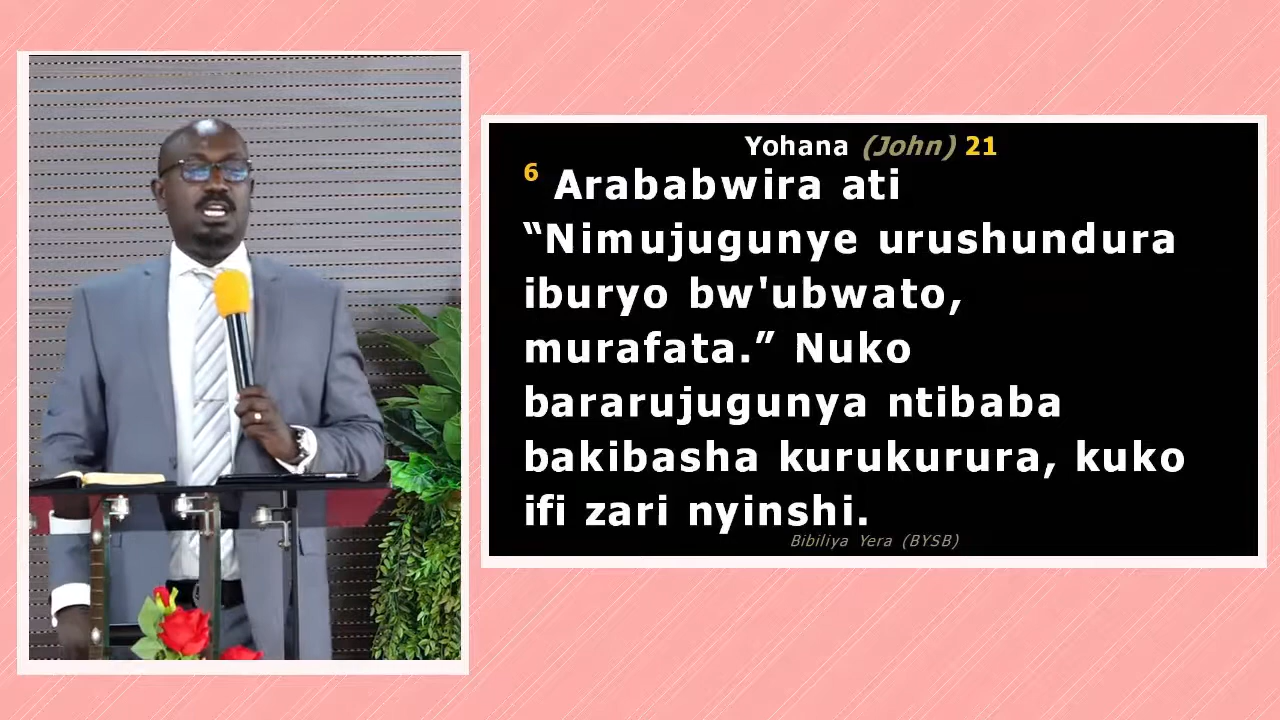 Yohana (John) 21
6 Arababwira ati
“Nimujugunye urushundura
iburyo bw'ubwato,
murafata.” Nuko
bararujugunya ntibaba
bakibasha kurukurura, kuko
ifi zari nyinshi.
Bibiliya Yera (BYSB)